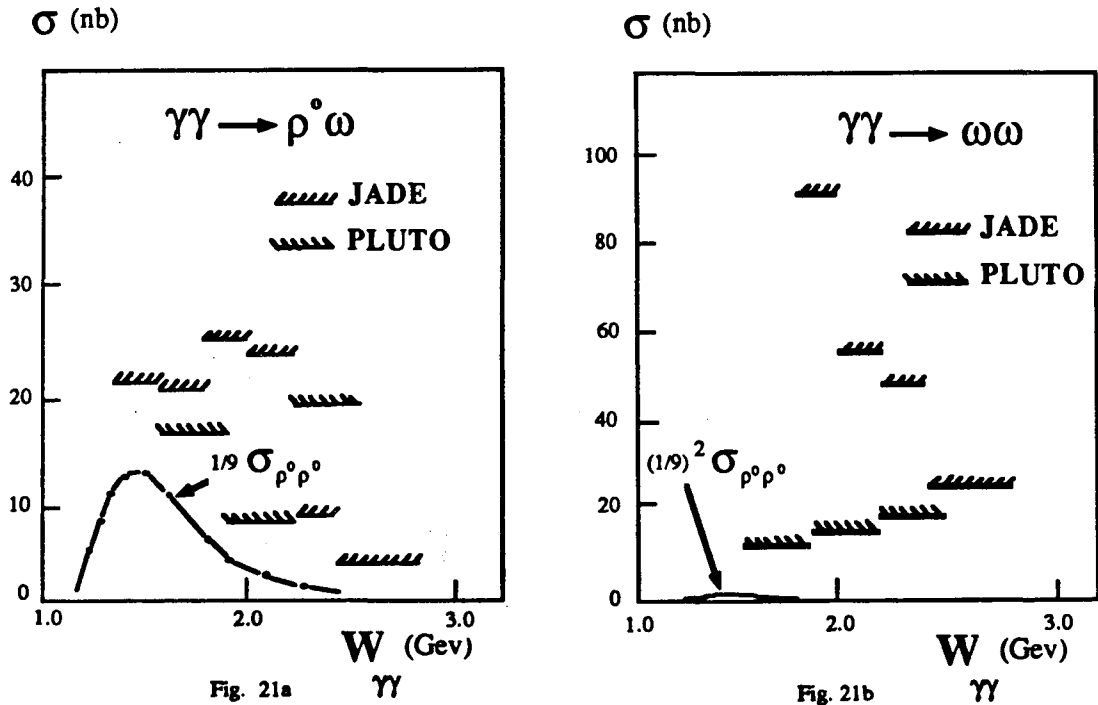 σ (nb)
γγ → ρ° ω
40
JADE
PLUTO
30
20
1/9 σρ°ρ°
10
0
1.0
2.0
3.0
W (Gev)
γγ
Fig. 21a
σ (nb)
γγ → ωω
100
JADE
80
PLUTO
60
40
(1/9)² σρ°ρ°
20
0
1.0
2.0
3.0
W (Gev)
γγ
Fig. 21b